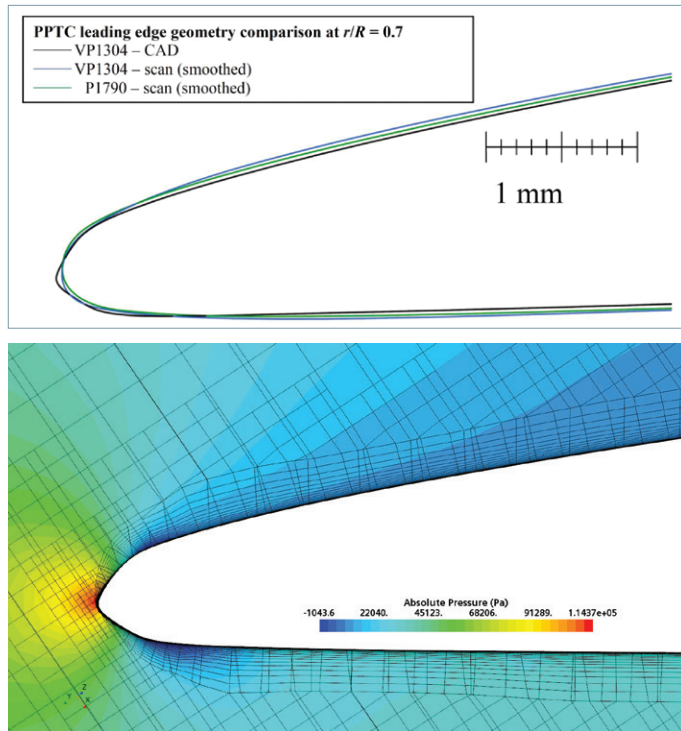 PPTC leading edge geometry comparison at r/R = 0.7
VP1304 – CAD
VP1304 – scan (smoothed)
P1790 – scan (smoothed)
1 mm
Absolute Pressure (Pa)
-1043.6 22040. 45123. 68206. 91289. 1.1437e+05
Z
Y
X